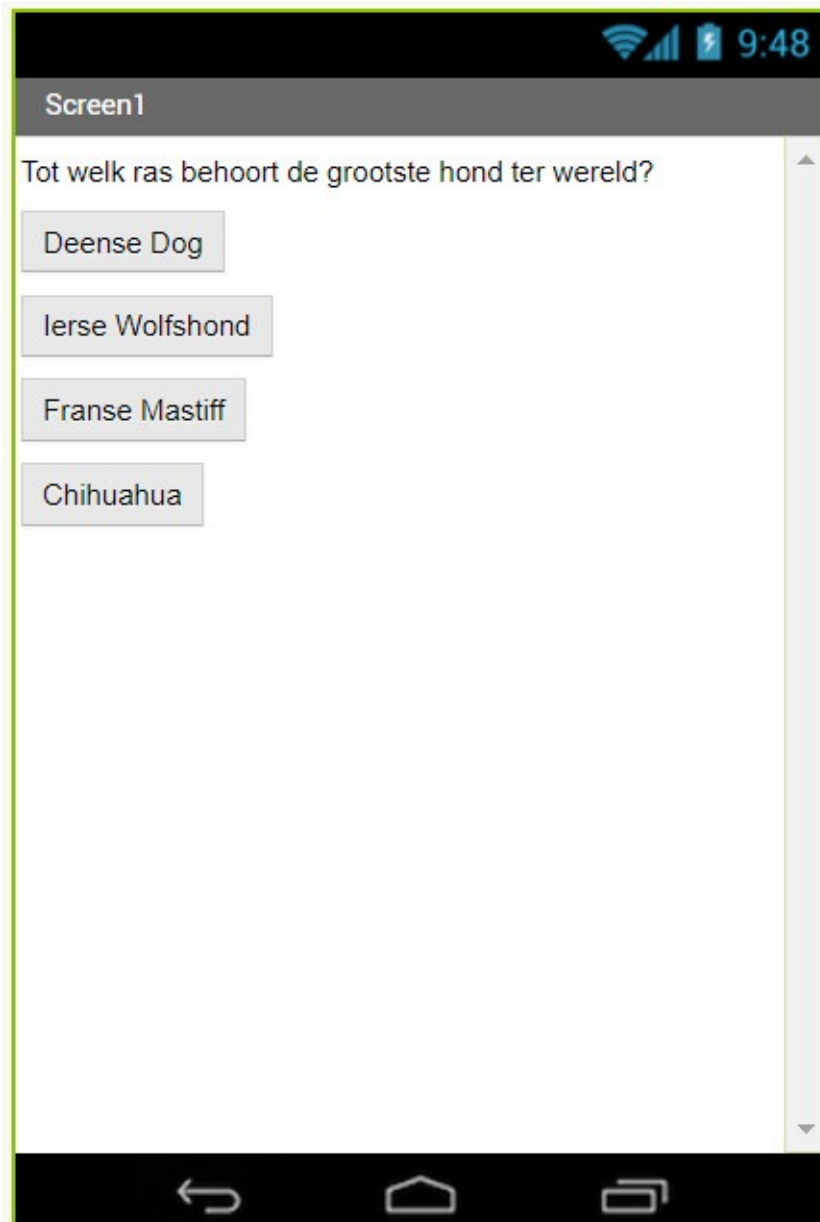 9:48
Screen1
Tot welk ras behoort de grootste hond ter wereld?
Deense Dog
Ierse Wolfshond
Franse Mastiff
Chihuahua